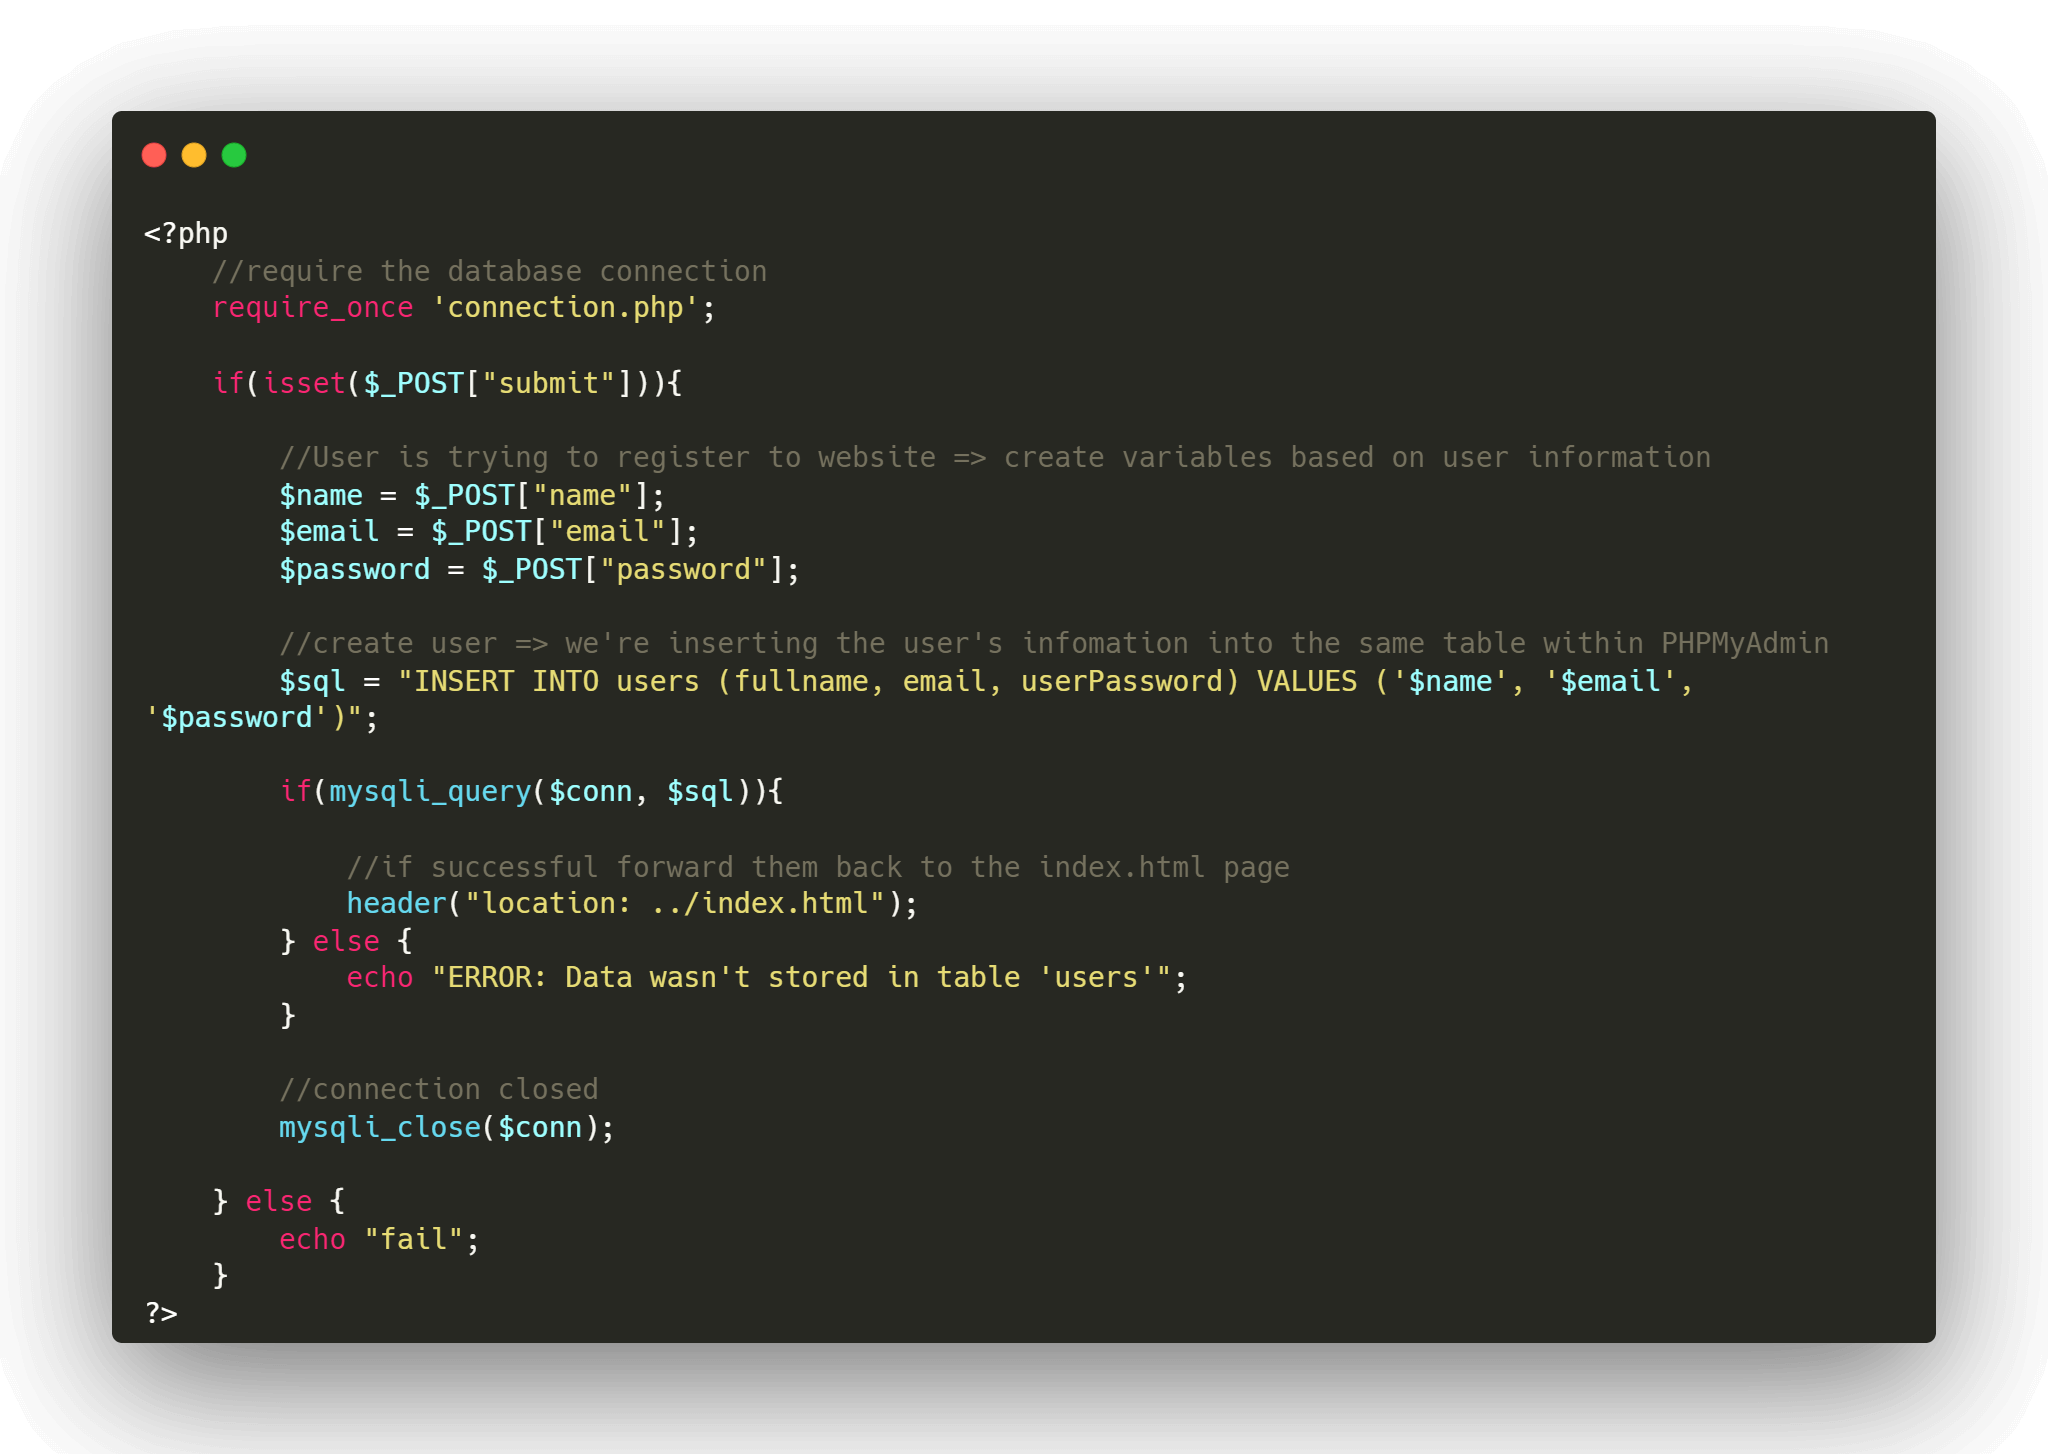 <?php
    //require the database connection
    require_once 'connection.php';

    if(isset($_POST["submit"])){

        //User is trying to register to website => create variables based on user information
        $name = $_POST["name"];
        $email = $_POST["email"];
        $password = $_POST["password"];

        //create user => we're inserting the user's infomation into the same table within PHPMyAdmin
        $sql = "INSERT INTO users (fullname, email, userPassword) VALUES ('$name', '$email',
'$password')";

        if(mysqli_query($conn, $sql)){

            //if successful forward them back to the index.html page
            header("location: ../index.html");
        } else {
            echo "ERROR: Data wasn't stored in table 'users'";
        }

        //connection closed
        mysqli_close($conn);

    } else {
        echo "fail";
    }
?>